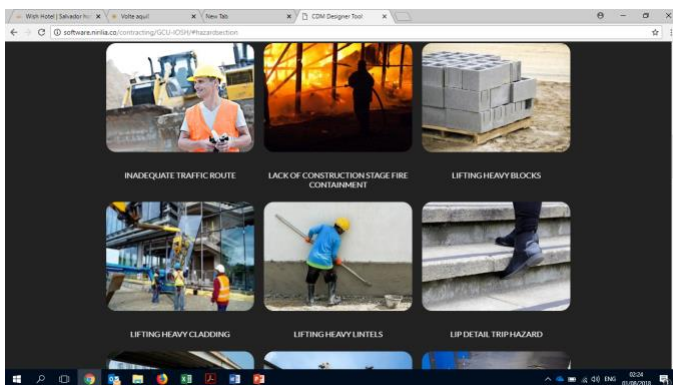 Wish Hotel | Salvador
Volte aqui!
New Tab
CDM Designer Tool
software.ninilia.co/contracting/GCU-IOSH/#hazardsection
INADEQUATE TRAFFIC ROUTE
LACK OF CONSTRUCTION STAGE FIRE
CONTAINMENT
LIFTING HEAVY BLOCKS
LIFTING HEAVY CLADDING
LIFTING HEAVY LINTELS
LIP DETAIL TRIP HAZARD
ENG
02:24
01/08/2018